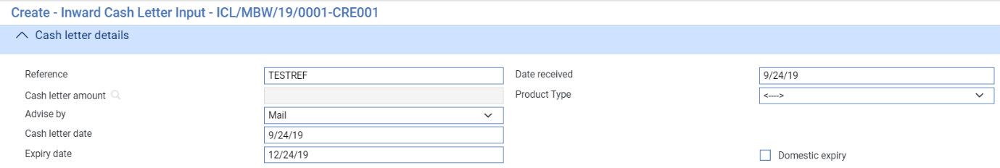 Create - Inward Cash Letter Input - ICL/MBW/19/0001-CRE001
Cash letter details
Reference TESTREF Date received 9/24/19
Cash letter amount Product Type <---->
Advise by Mail
Cash letter date 9/24/19
Expiry date 12/24/19 Domestic expiry